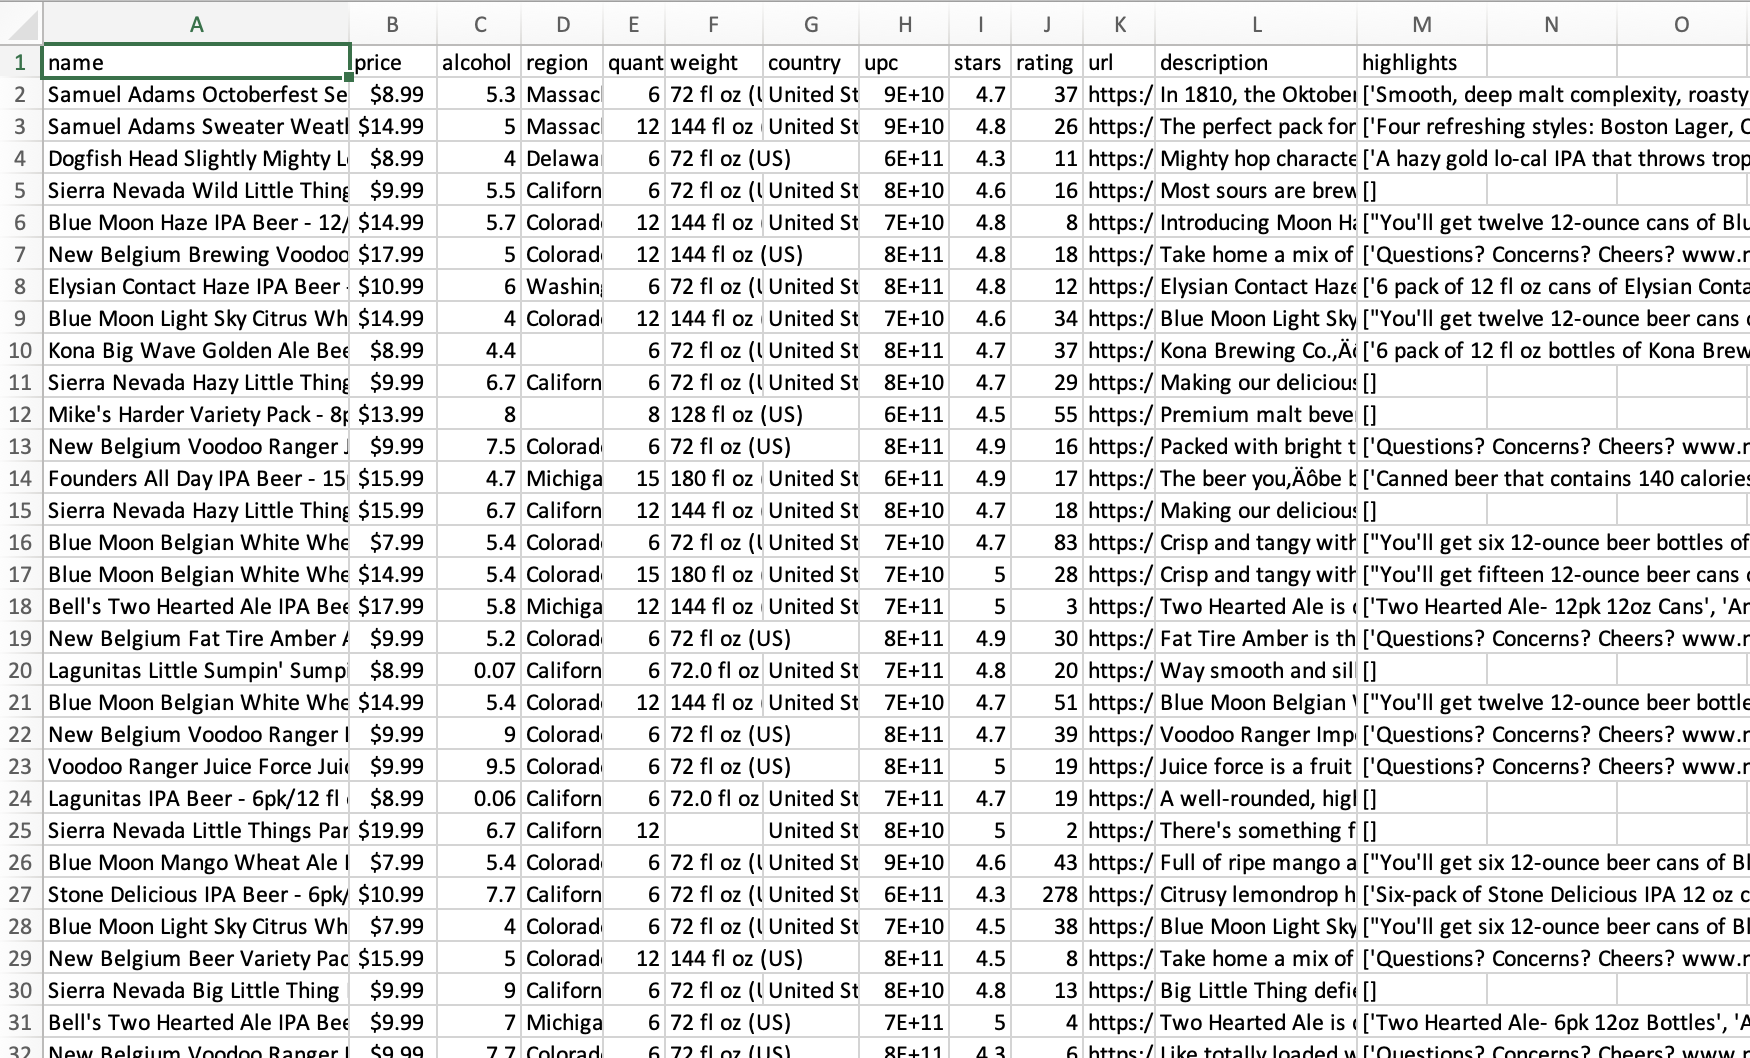 A B C D E F G H I J K L M N O
1 name price alcohol region quant weight country upc stars rating url description highlights
2 Samuel Adams Octoberfest Se $8.99 5.3 Massac 6 72 fl oz (U United St 9E+10 4.7 37 https:/ In 1810, the Oktober ['Smooth, deep malt complexity, roasty
3 Samuel Adams Sweater Weath $14.99 5 Massac 12 144 fl oz United St 9E+10 4.8 26 https:/ The perfect pack for ['Four refreshing styles: Boston Lager, O
4 Dogfish Head Slightly Mighty L $8.99 4 Delawa 6 72 fl oz (US) 6E+11 4.3 11 https:/ Mighty hop characte ['A hazy gold lo-cal IPA that throws trop
5 Sierra Nevada Wild Little Thing $9.99 5.5 Californ 6 72 fl oz (U United St 8E+10 4.6 16 https:/ Most sours are brew []
6 Blue Moon Haze IPA Beer - 12/ $14.99 5.7 Colorad 12 144 fl oz United St 7E+10 4.8 8 https:/ Introducing Moon Ha ["You'll get twelve 12-ounce cans of Blu
7 New Belgium Brewing Voodoo $17.99 5 Colorad 12 144 fl oz (US) 8E+11 4.8 18 https:/ Take home a mix of ['Questions? Concerns? Cheers? www.n
8 Elysian Contact Haze IPA Beer - $10.99 6 Washing 6 72 fl oz (U United St 8E+11 4.8 12 https:/ Elysian Contact Haze ['6 pack of 12 fl oz cans of Elysian Conta
9 Blue Moon Light Sky Citrus Wh $14.99 4 Colorad 12 144 fl oz United St 7E+10 4.6 34 https:/ Blue Moon Light Sky ["You'll get twelve 12-ounce beer cans o
10 Kona Big Wave Golden Ale Bee $8.99 4.4 6 72 fl oz (U United St 8E+11 4.7 37 https:/ Kona Brewing Co.‚Äô ['6 pack of 12 fl oz bottles of Kona Brew
11 Sierra Nevada Hazy Little Thing $9.99 6.7 Californ 6 72 fl oz (U United St 8E+10 4.7 29 https:/ Making our delicious []
12 Mike's Harder Variety Pack - 8p $13.99 8 8 128 fl oz (US) 6E+11 4.5 55 https:/ Premium malt beve []
13 New Belgium Voodoo Ranger J $9.99 7.5 Colorad 6 72 fl oz (US) 8E+11 4.9 16 https:/ Packed with bright t ['Questions? Concerns? Cheers? www.n
14 Founders All Day IPA Beer - 15p $15.99 4.7 Michiga 15 180 fl oz United St 6E+11 4.9 17 https:/ The beer you‚Äôbe b ['Canned beer that contains 140 calories
15 Sierra Nevada Hazy Little Thing $15.99 6.7 Californ 12 144 fl oz United St 8E+10 4.7 18 https:/ Making our delicious []
16 Blue Moon Belgian White Whe $7.99 5.4 Colorad 6 72 fl oz (U United St 7E+10 4.7 83 https:/ Crisp and tangy with ["You'll get six 12-ounce beer bottles of
17 Blue Moon Belgian White Whe $14.99 5.4 Colorad 15 180 fl oz United St 7E+10 5 28 https:/ Crisp and tangy with ["You'll get fifteen 12-ounce beer cans o
18 Bell's Two Hearted Ale IPA Bee $17.99 5.8 Michiga 12 144 fl oz United St 7E+11 5 3 https:/ Two Hearted Ale is ['Two Hearted Ale- 12pk 12oz Cans', 'Ar
19 New Belgium Fat Tire Amber A $9.99 5.2 Colorad 6 72 fl oz (US) 8E+11 4.9 30 https:/ Fat Tire Amber is th ['Questions? Concerns? Cheers? www.n
20 Lagunitas Little Sumpin' Sumpi $8.99 0.07 Californ 6 72.0 fl oz United St 7E+11 4.8 20 https:/ Way smooth and sil []
21 Blue Moon Belgian White Whe $14.99 5.4 Colorad 12 144 fl oz United St 7E+10 4.7 51 https:/ Blue Moon Belgian ["You'll get twelve 12-ounce beer bottle
22 New Belgium Voodoo Ranger I $9.99 9 Colorad 6 72 fl oz (US) 8E+11 4.7 39 https:/ Voodoo Ranger Imp ['Questions? Concerns? Cheers? www.n
23 Voodoo Ranger Juice Force Juic $9.99 9.5 Colorad 6 72 fl oz (US) 8E+11 5 19 https:/ Juice force is a fruit ['Questions? Concerns? Cheers? www.n
24 Lagunitas IPA Beer - 6pk/12 fl $8.99 0.06 Californ 6 72.0 fl oz United St 7E+11 4.7 19 https:/ A well-rounded, high []
25 Sierra Nevada Little Things Par $19.99 6.7 Californ 12 United St 8E+10 5 2 https:/ There's something f []
26 Blue Moon Mango Wheat Ale $7.99 5.4 Colorad 6 72 fl oz (U United St 9E+10 4.6 43 https:/ Full of ripe mango a ["You'll get six 12-ounce beer cans of Bl
27 Stone Delicious IPA Beer - 6pk/ $10.99 7.7 Californ 6 72 fl oz (U United St 6E+11 4.3 278 https:/ Citrusy lemondrop h ['Six-pack of Stone Delicious IPA 12 oz c
28 Blue Moon Light Sky Citrus Wh $7.99 4 Colorad 6 72 fl oz (U United St 7E+10 4.5 38 https:/ Blue Moon Light Sky ["You'll get six 12-ounce beer cans of Bl
29 New Belgium Beer Variety Pac $15.99 5 Colorad 12 144 fl oz (US) 8E+11 4.5 8 https:/ Take home a mix of ['Questions? Concerns? Cheers? www.n
30 Sierra Nevada Big Little Thing $9.99 9 Californ 6 72 fl oz (U United St 8E+10 4.8 13 https:/ Big Little Thing defie []
31 Bell's Two Hearted Ale IPA Bee $9.99 7 Michiga 6 72 fl oz (US) 7E+11 5 4 https:/ Two Hearted Ale is ['Two Hearted Ale- 6pk 12oz Bottles', 'A
32 New Belgium Voodoo Ranger $9.99 7.7 Colorad 6 72 fl oz (US) 8E+11 4.3 6 https:/ Like totally loaded w ['Questions? Concerns? Cheers? www.n